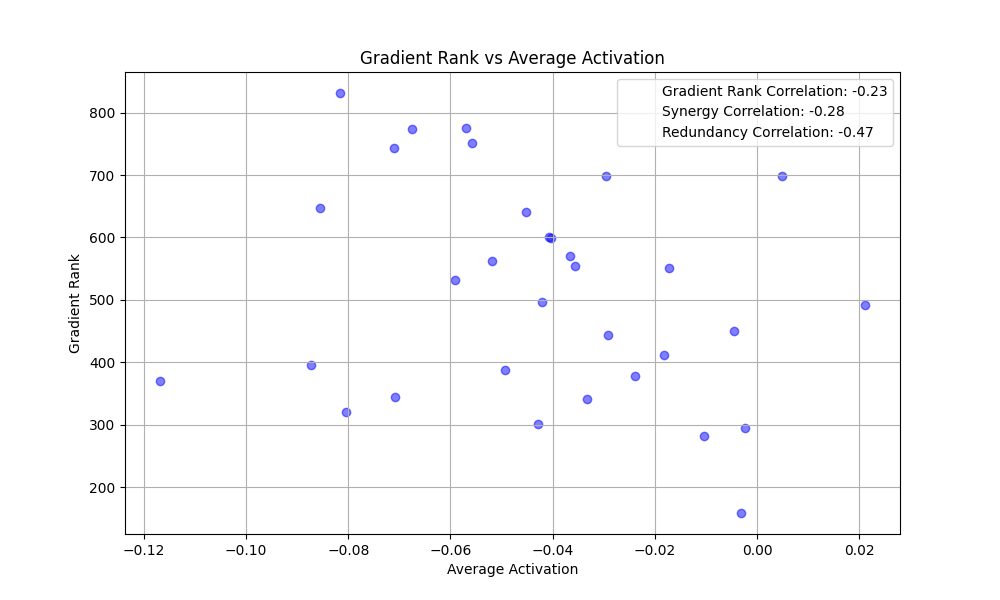 Gradient Rank vs Average Activation
Gradient Rank Correlation: -0.23
Synergy Correlation: -0.28
Redundancy Correlation: -0.47
800
700
600
500
400
300
200
Gradient Rank
−0.12 −0.10 −0.08 −0.06 −0.04 −0.02 0.00 0.02
Average Activation